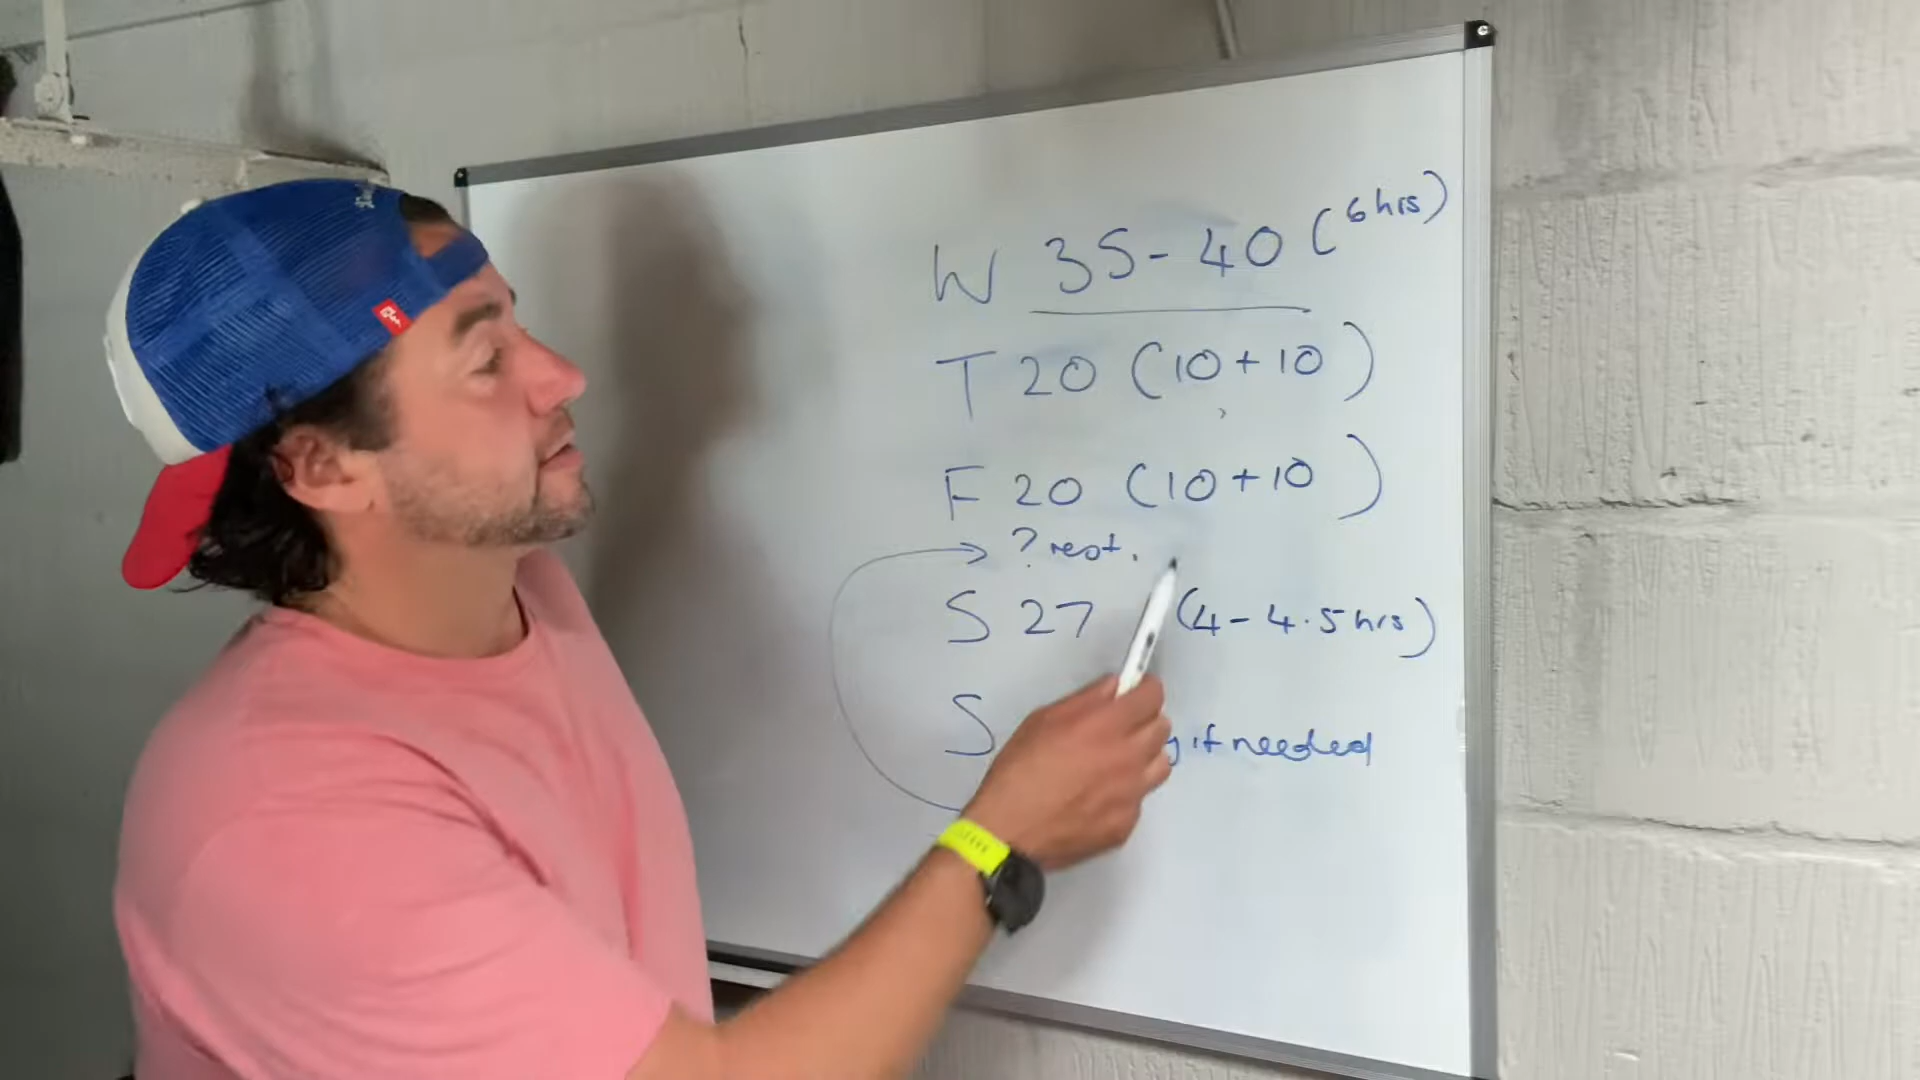 W 35-40 (6hrs)
T 20 (10+10)
F 20 (10+10)
? rest.
S 27 (4-4.5hrs)
S if needed